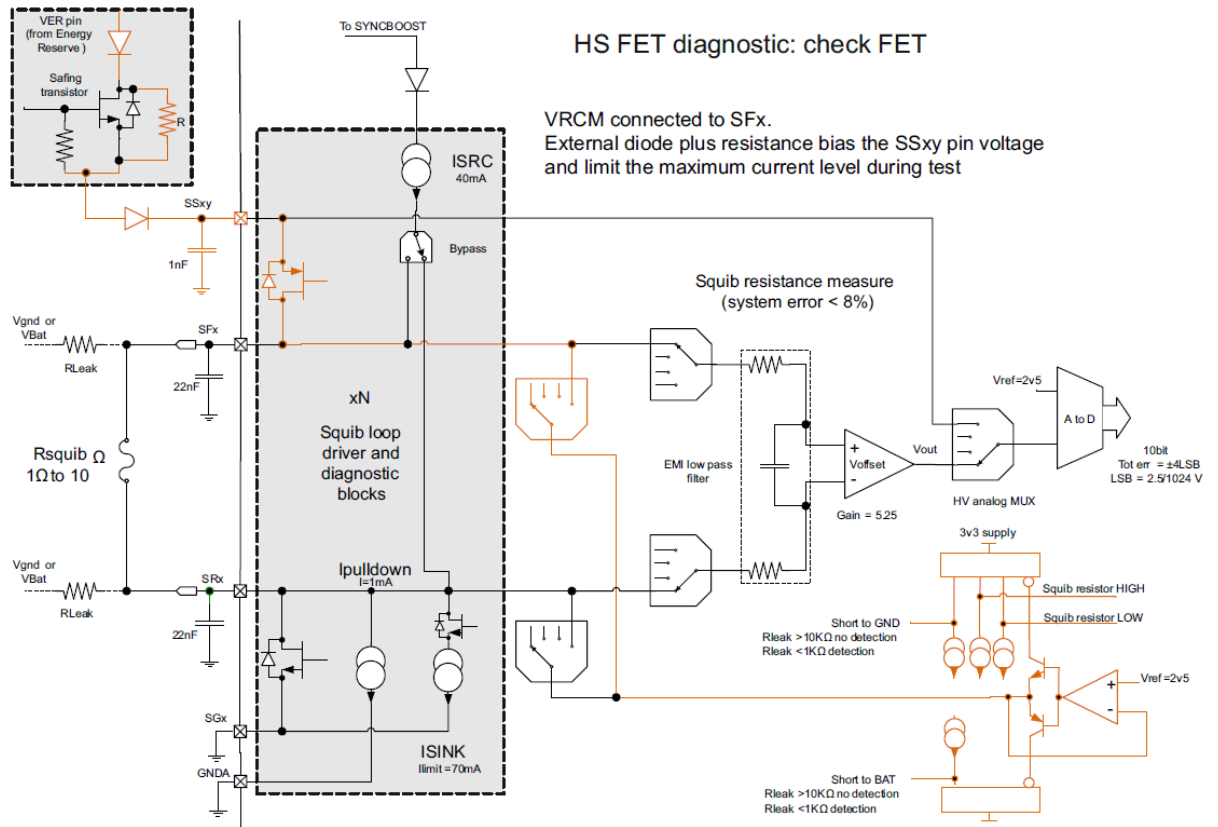 VER pin
(from Energy
Reserve )
Safing
transistor
R
To SYNCBOOST
HS FET diagnostic: check FET
VRCM connected to SFx.
External diode plus resistance bias the SSxy pin voltage
and limit the maximum current level during test
ISRC
40mA
SSxy
1nF
Bypass
Squib resistance measure
(system error < 8%)
Vgnd or
VBat
RLeak
SFx
22nF
xN
Squib loop
driver and
diagnostic
blocks
Rsquib Ω
1Ω to 10
EMI low pass
filter
+
Voffset
-
Vout
Gain = 5.25
Vref=2v5
A to D
HV analog MUX
10bit
Tot err = ±4LSB
LSB = 2.5/1024 V
Vgnd or
VBat
RLeak
SRx
22nF
Ipulldown
I=1mA
3v3 supply
Squib resistor HIGH
Squib resistor LOW
Short to GND
Rleak >10KΩ no detection
Rleak <1KΩ detection
+
Vref=2v5
-
SGx
GNDA
ISINK
Ilimit =70mA
Short to BAT
Rleak >10KΩ no detection
Rleak <1KΩ detection